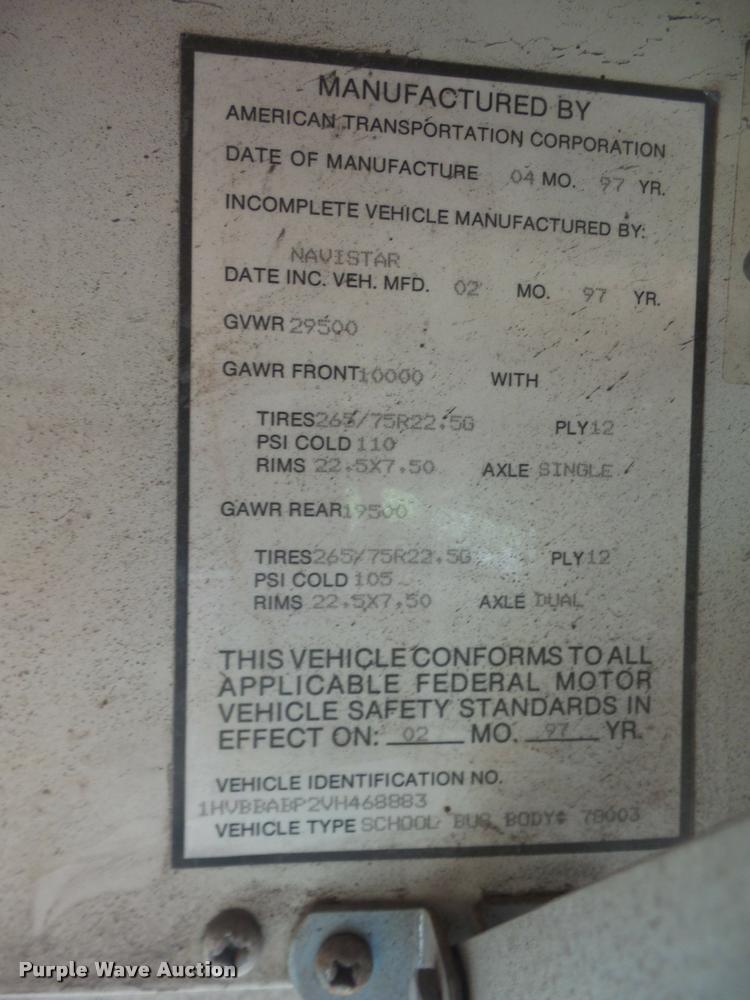 MANUFACTURED BY
AMERICAN TRANSPORTATION CORPORATION
DATE OF MANUFACTURE 04 MO. 97 YR.
INCOMPLETE VEHICLE MANUFACTURED BY:
NAVISTAR
DATE INC. VEH. MFD. 02 MO. 97 YR.
GVWR 29500
GAWR FRONT 10000 WITH
TIRES 265/75R22.5G PLY 12
PSI COLD 110
RIMS 22.5X7.50 AXLE SINGLE
GAWR REAR 19500
TIRES 265/75R22.5G PLY 12
PSI COLD 105
RIMS 22.5X7.50 AXLE DUAL
THIS VEHICLE CONFORMS TO ALL
APPLICABLE FEDERAL MOTOR
VEHICLE SAFETY STANDARDS IN
EFFECT ON: 02 MO. 97 YR.
VEHICLE IDENTIFICATION NO.
1HVBBABP2VH468883
VEHICLE TYPE SCHOOL BUS BODY# 78003
Purple Wave Auction